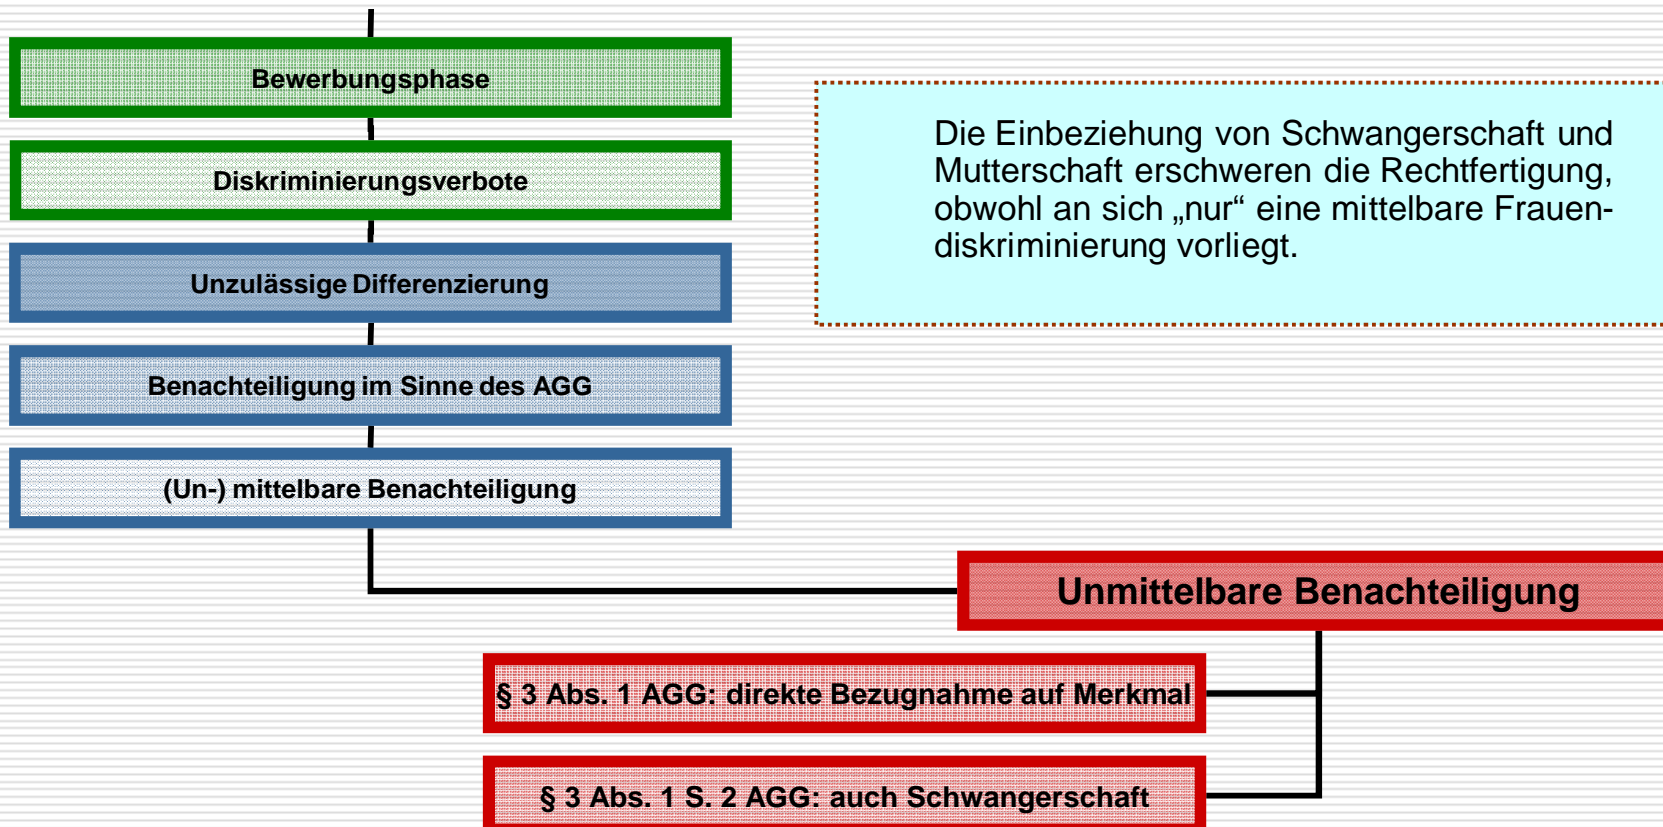 Bewerbungsphase
Diskriminierungsverbote
Unzulässige Differenzierung
Benachteiligung im Sinne des AGG
(Un-) mittelbare Benachteiligung
Die Einbeziehung von Schwangerschaft und
Mutterschaft erschweren die Rechtfertigung,
obwohl an sich „nur“ eine mittelbare Frauen-
diskriminierung vorliegt.
Unmittelbare Benachteiligung
§ 3 Abs. 1 AGG: direkte Bezugnahme auf Merkmal
§ 3 Abs. 1 S. 2 AGG: auch Schwangerschaft